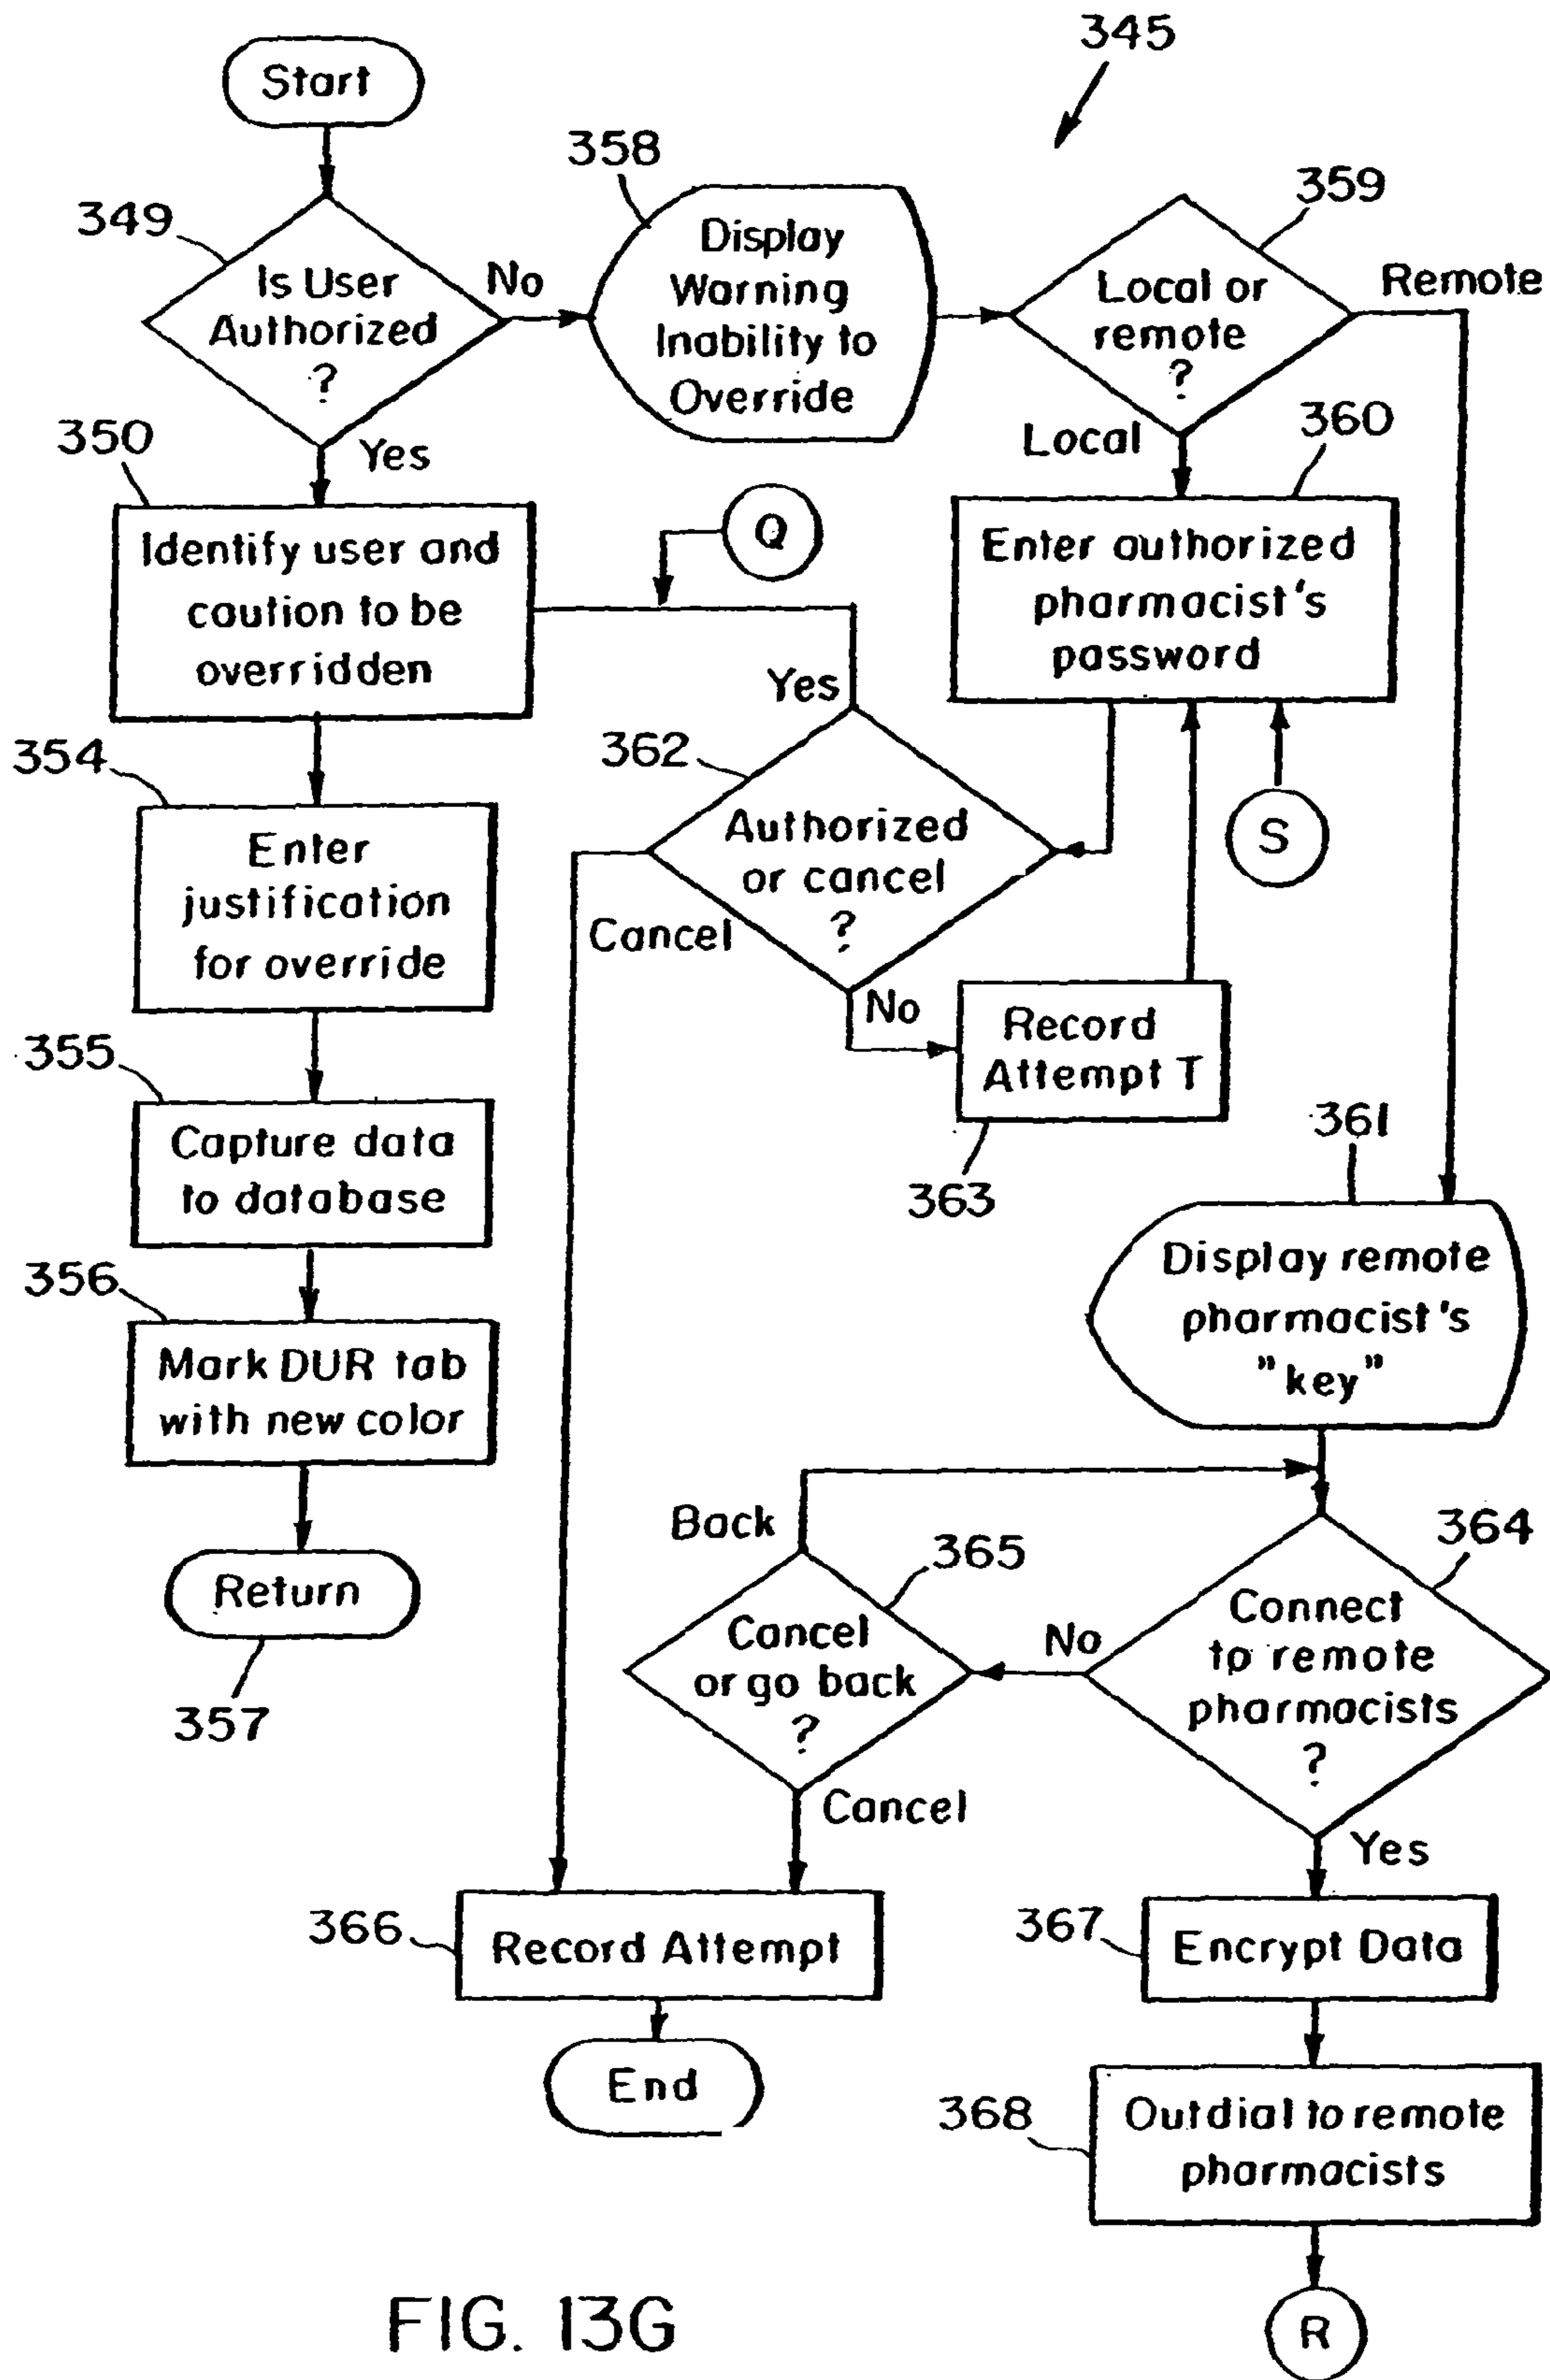 345
Start
358
359
349
Is User
Authorized
?
No
Display
Warning
Inability to
Override
Local or
remote
?
Remote
350
Yes
Local
360
Identify user and
caution to be
overridden
Q
Enter authorized
pharmacist's
password
Yes
354
362
Enter
justification
for override
Authorized
or cancel
?
S
Cancel
No
Record
Attempt T
363
355
Capture data
to database
361
Display remote
pharmacist's
"key"
356
Mark DUR tab
with new color
Back
365
364
Return
357
Cancel
or go back
?
No
Connect
to remote
pharmacists
?
Cancel
Yes
366
Record Attempt
367
Encrypt Data
End
368
Outdial to remote
pharmacists
R
FIG. 13G